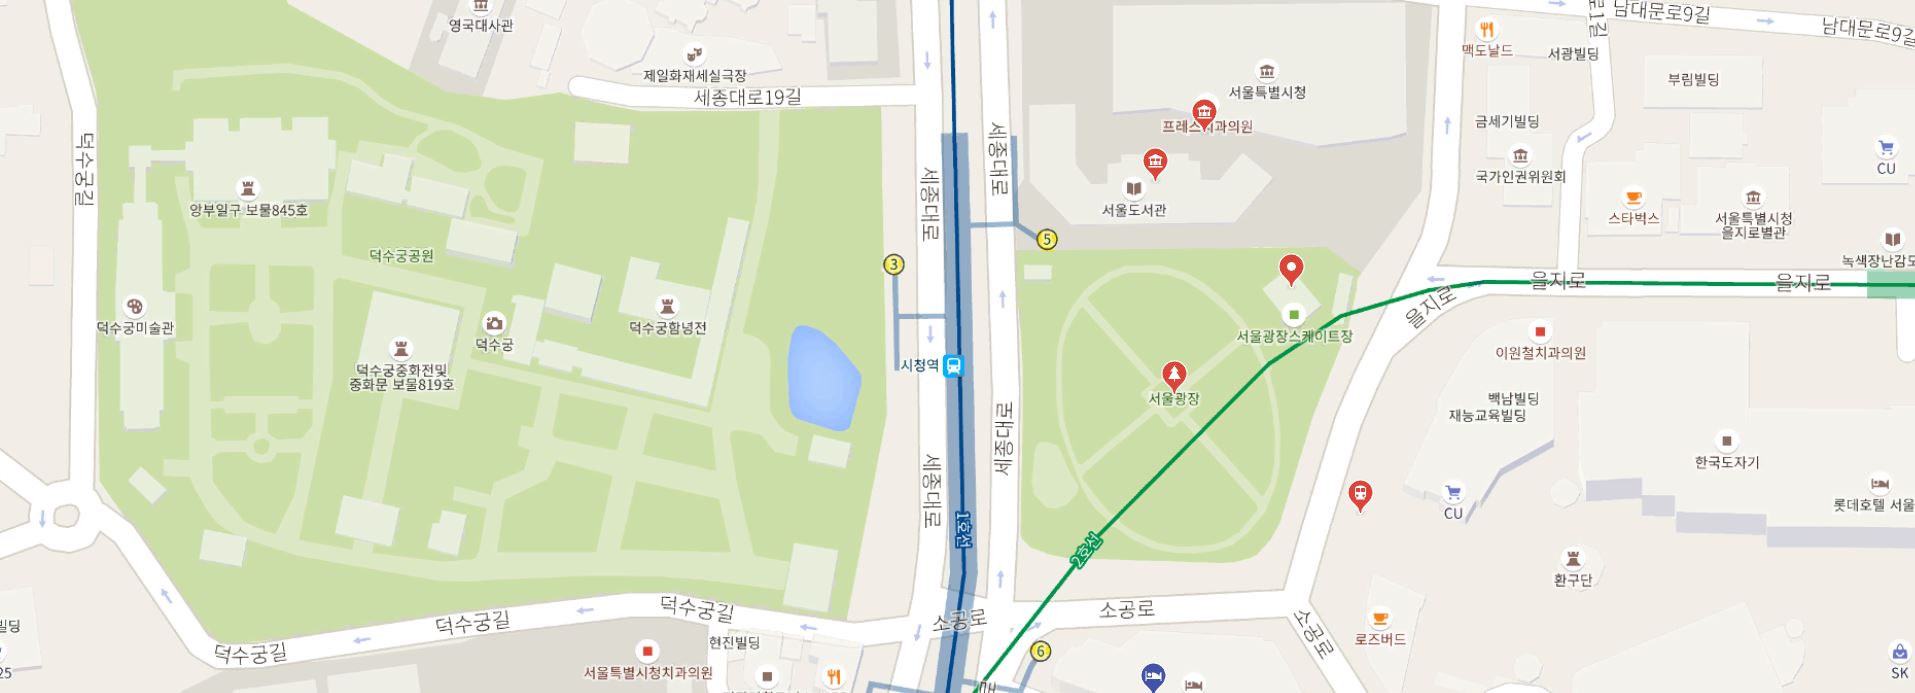 영국대사관
제일화재세실극장
세종대로19길
남대문로9길
남대문로9길
맥도날드
서광빌딩
부림빌딩
서울특별시청
프레스치과의원
금세기빌딩
국가인권위원회
CU
스타벅스
서울특별시청
을지로별관
서울도서관
세종대로
세종대로
덕수궁길
앙부일구 보물845호
덕수궁공원
5
3
을지로
을지로
을지로
덕수궁미술관
덕수궁
덕수궁함녕전
덕수궁중화전및
중화문 보물819호
시청역
서울광장스케이트장
이원철치과의원
서울광장
백남빌딩
재능교육빌딩
세종대로
세종대로
한국도자기
롯데호텔 서울
CU
1호선
2호선
환구단
덕수궁길
덕수궁길
덕수궁길
소공로
소공로
소공로
현진빌딩
서울특별시청치과의원
6
로즈버드
빌딩
25
SK